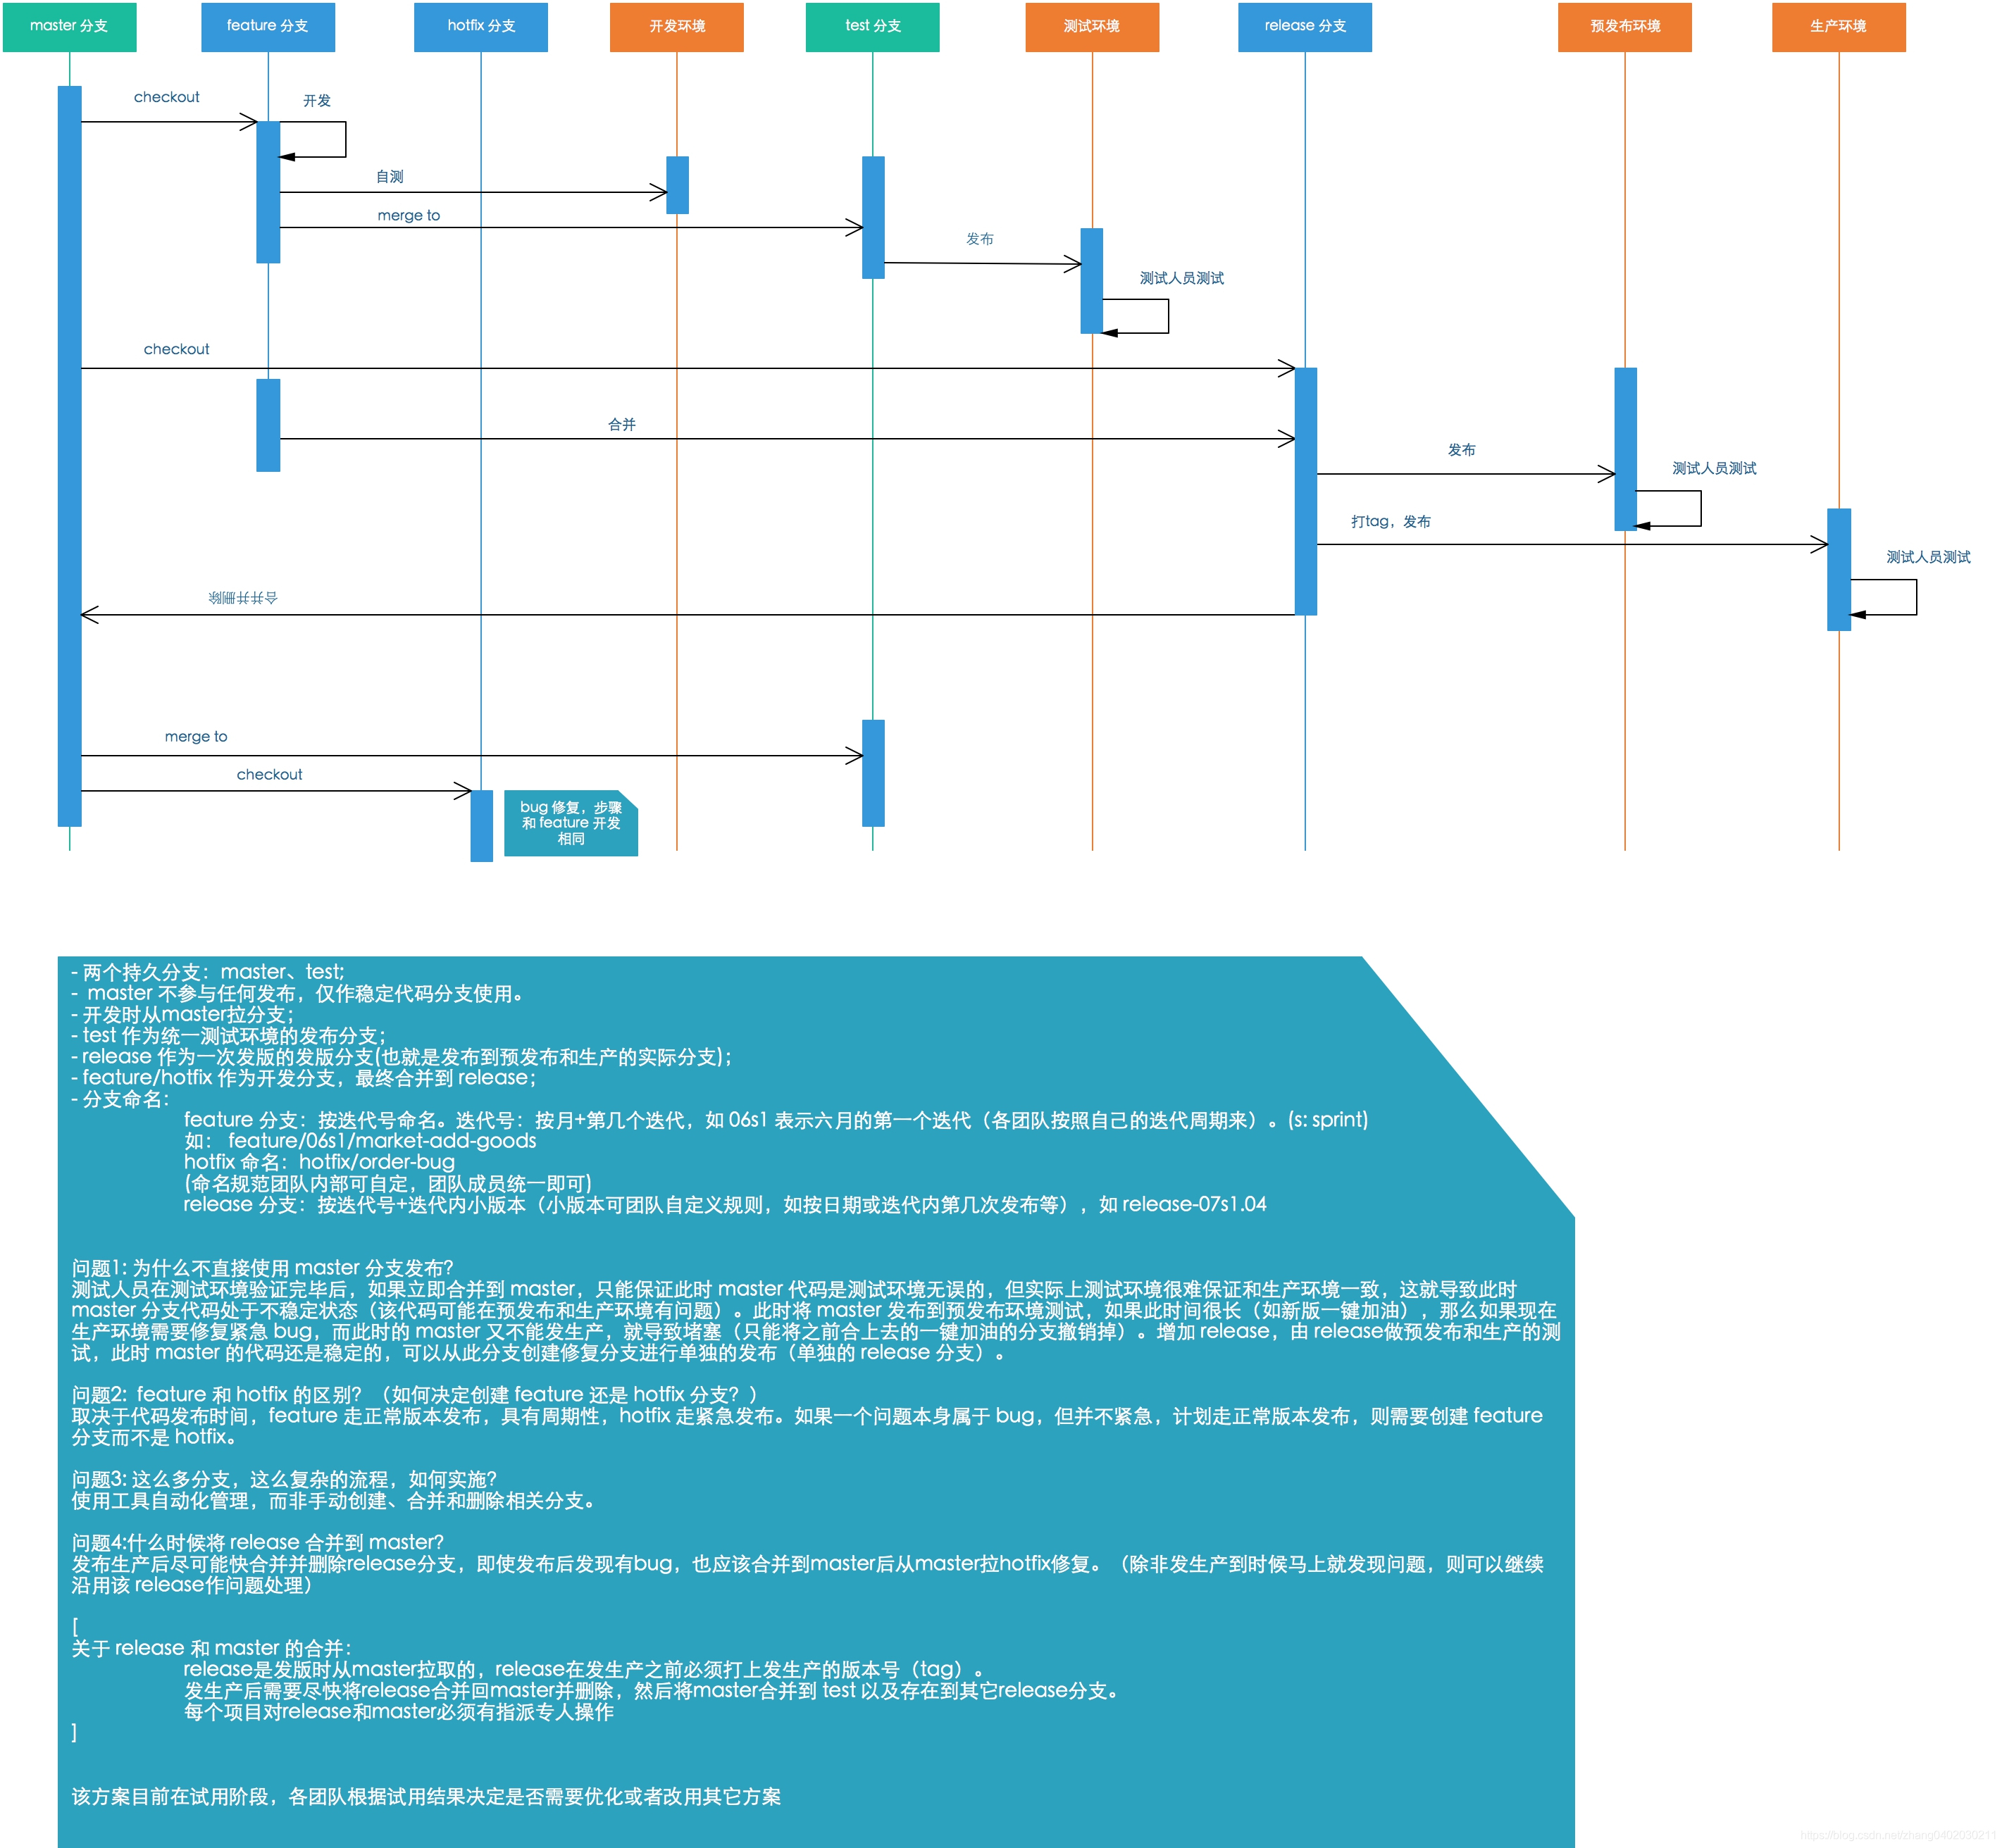 master 分支
feature 分支
hotfix 分支
开发环境
test 分支
测试环境
release 分支
预发布环境
生产环境
checkout
开发
自测
merge to
发布
测试人员测试
checkout
合并
发布
测试人员测试
打tag，发布
测试人员测试
合并并删除
merge to
checkout
bug 修复，步骤
和 feature 开发
相同
- 两个持久分支：master、test;
- master 不参与任何发布，仅作稳定代码分支使用。
- 开发时从master拉分支；
- test 作为统一测试环境的发布分支；
- release 作为一次发版的发版分支(也就是发布到预发布和生产的实际分支)；
- feature/hotfix 作为开发分支，最终合并到 release；
- 分支命名：
feature 分支：按迭代号命名。迭代号：按月+第几个迭代，如 06s1 表示六月的第一个迭代（各团队按照自己的迭代周期来）。(s: sprint)
如： feature/06s1/market-add-goods
hotfix 命名：hotfix/order-bug
(命名规范团队内部可自定，团队成员统一即可)
release 分支：按迭代号+迭代内小版本（小版本可团队自定义规则，如按日期或迭代内第几次发布等），如 release-07s1.04
问题1: 为什么不直接使用 master 分支发布?
测试人员在测试环境验证完毕后，如果立即合并到 master，只能保证此时 master 代码是测试环境无误的，但实际上测试环境很难保证和生产环境一致，这就导致此时
master 分支代码处于不稳定状态（该代码可能在预发布和生产环境有问题）。此时将 master 发布到预发布环境测试，如果此时间很长（如新版一键加油），那么如果现在
生产环境需要修复紧急 bug，而此时的 master 又不能发生产，就导致堵塞（只能将之前合上去的一键加油的分支撤销掉）。增加 release，由 release做预发布和生产的测
试，此时 master 的代码还是稳定的，可以从此分支创建修复分支进行单独的发布（单独的 release 分支）。
问题2: feature 和 hotfix 的区别？（如何决定创建 feature 还是 hotfix 分支？）
取决于代码发布时间，feature 走正常版本发布，具有周期性，hotfix 走紧急发布。如果一个问题本身属于 bug，但并不紧急，计划走正常版本发布，则需要创建 feature
分支而不是 hotfix。
问题3: 这么多分支，这么复杂的流程，如何实施?
使用工具自动化管理，而非手动创建、合并和删除相关分支。
问题4:什么时候将 release 合并到 master?
发布生产后尽可能快合并并删除release分支，即使发布后发现有bug，也应该合并到master后从master拉hotfix修复。（除非发生产到时候马上就发现问题，则可以继续
沿用该 release作问题处理）
[
关于 release 和 master 的合并：
release是发版时从master拉取的，release在发生产之前必须打上发生产的版本号（tag）。
发生产后需要尽快将release合并回master并删除，然后将master合并到 test 以及存在到其它release分支。
每个项目对release和master必须有指派专人操作
]
该方案目前在试用阶段，各团队根据试用结果决定是否需要优化或者改用其它方案
https://blog.csdn.net/zhang0402030211